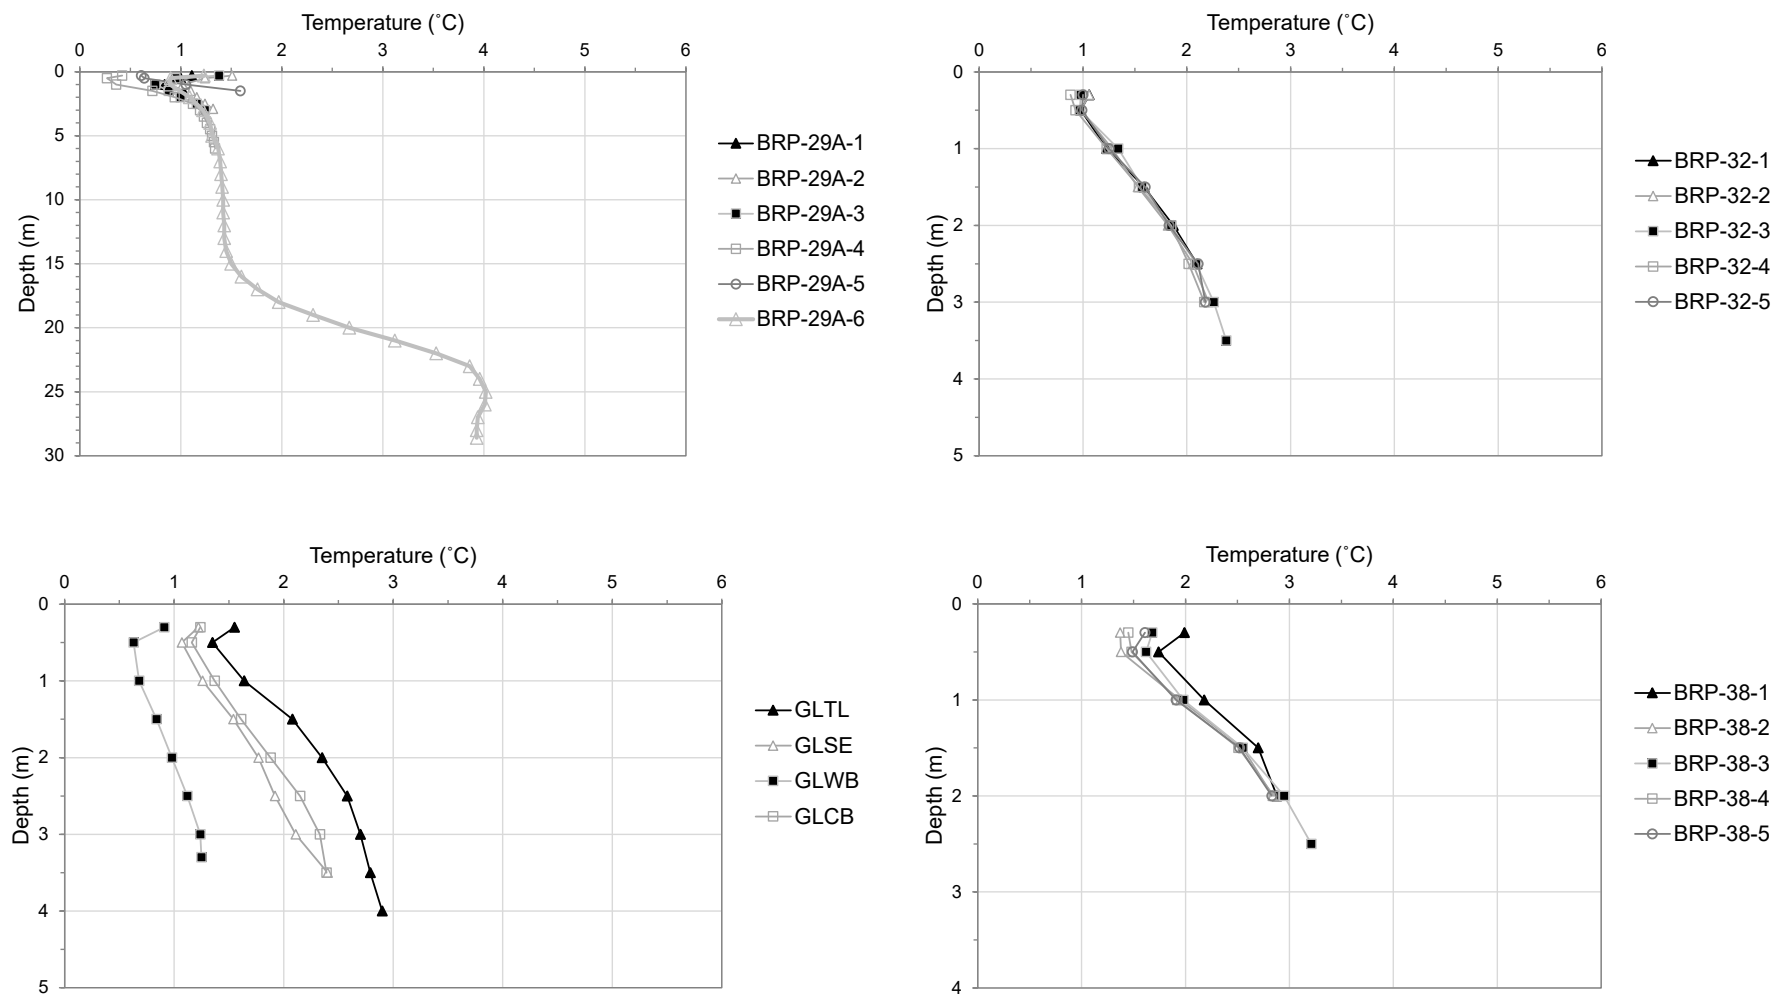 Temperature (˚C)
0 1 2 3 4 5 6
0
5
10
15
20
25
30
Depth (m)
BRP-29A-1
BRP-29A-2
BRP-29A-3
BRP-29A-4
BRP-29A-5
BRP-29A-6
Temperature (˚C)
0 1 2 3 4 5 6
0
1
2
3
4
5
Depth (m)
BRP-32-1
BRP-32-2
BRP-32-3
BRP-32-4
BRP-32-5
Temperature (˚C)
0 1 2 3 4 5 6
0
1
2
3
4
5
Depth (m)
GLTL
GLSE
GLWB
GLCB
Temperature (˚C)
0 1 2 3 4 5 6
0
1
2
3
4
Depth (m)
BRP-38-1
BRP-38-2
BRP-38-3
BRP-38-4
BRP-38-5